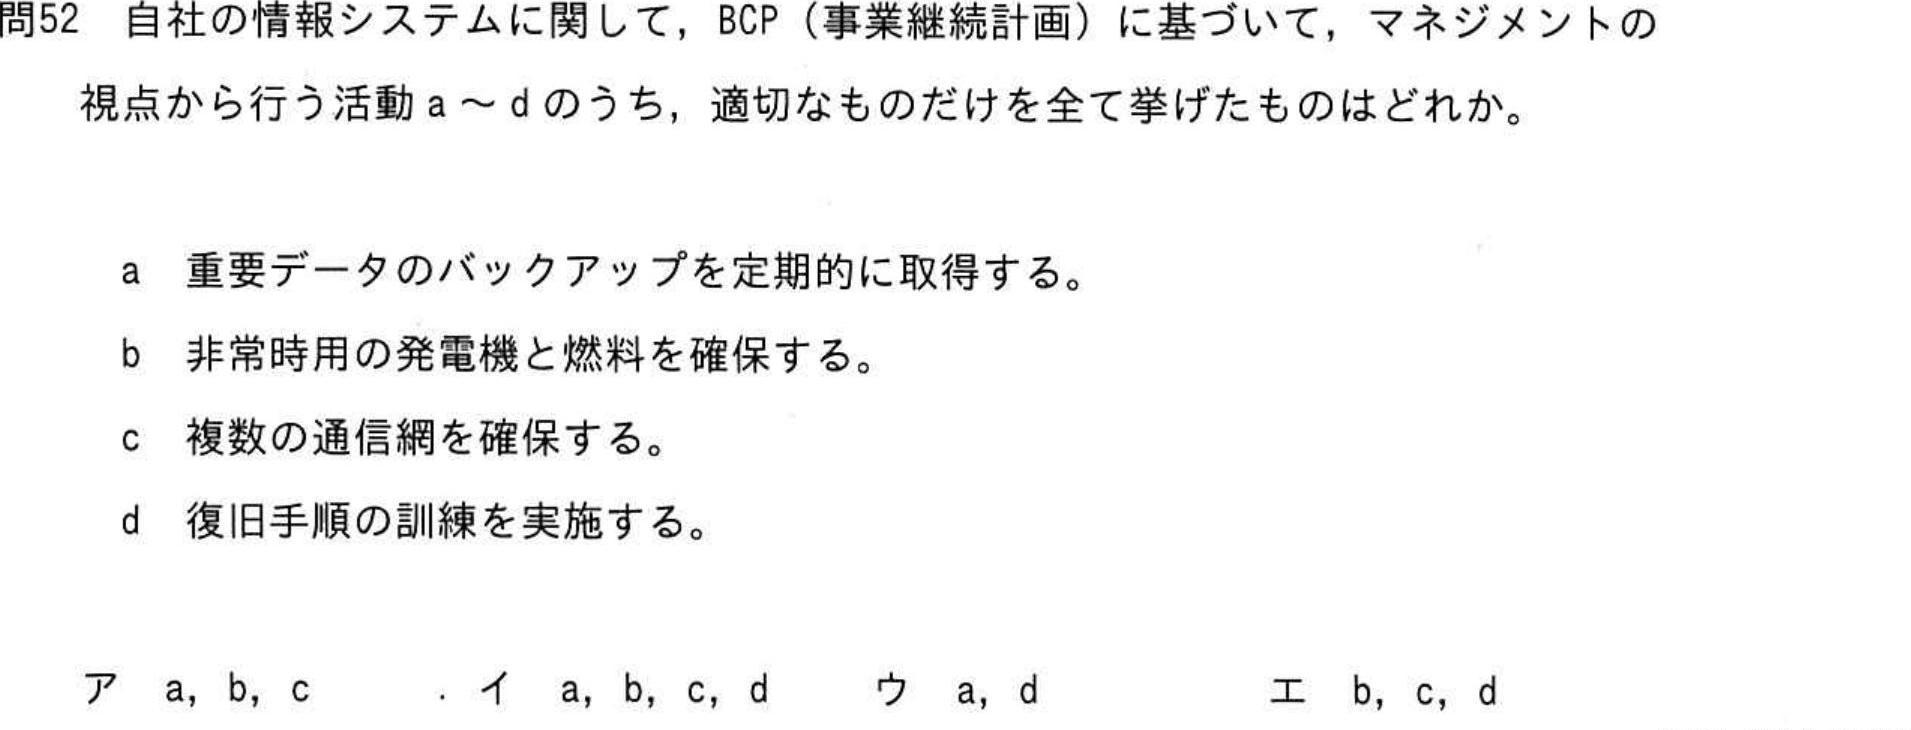 問52　自社の情報システムに関して，BCP（事業継続計画）に基づいて，マネジメントの
視点から行う活動 a ～ d のうち，適切なものだけを全て挙げたものはどれか。
a　重要データのバックアップを定期的に取得する。
b　非常時用の発電機と燃料を確保する。
c　複数の通信網を確保する。
d　復旧手順の訓練を実施する。
ア　a，b，c　イ　a，b，c，d　ウ　a，d　エ　b，c，d